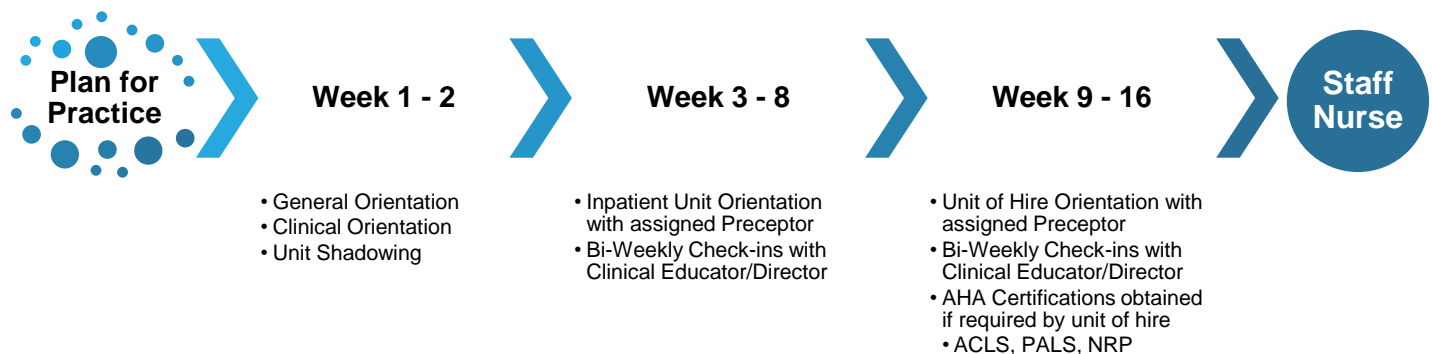 Plan for
Practice
Week 1 - 2
• General Orientation
• Clinical Orientation
• Unit Shadowing
Week 3 - 8
• Inpatient Unit Orientation
with assigned Preceptor
• Bi-Weekly Check-ins with
Clinical Educator/Director
Week 9 - 16
• Unit of Hire Orientation with
assigned Preceptor
• Bi-Weekly Check-ins with
Clinical Educator/Director
• AHA Certifications obtained
if required by unit of hire
• ACLS, PALS, NRP
Staff
Nurse